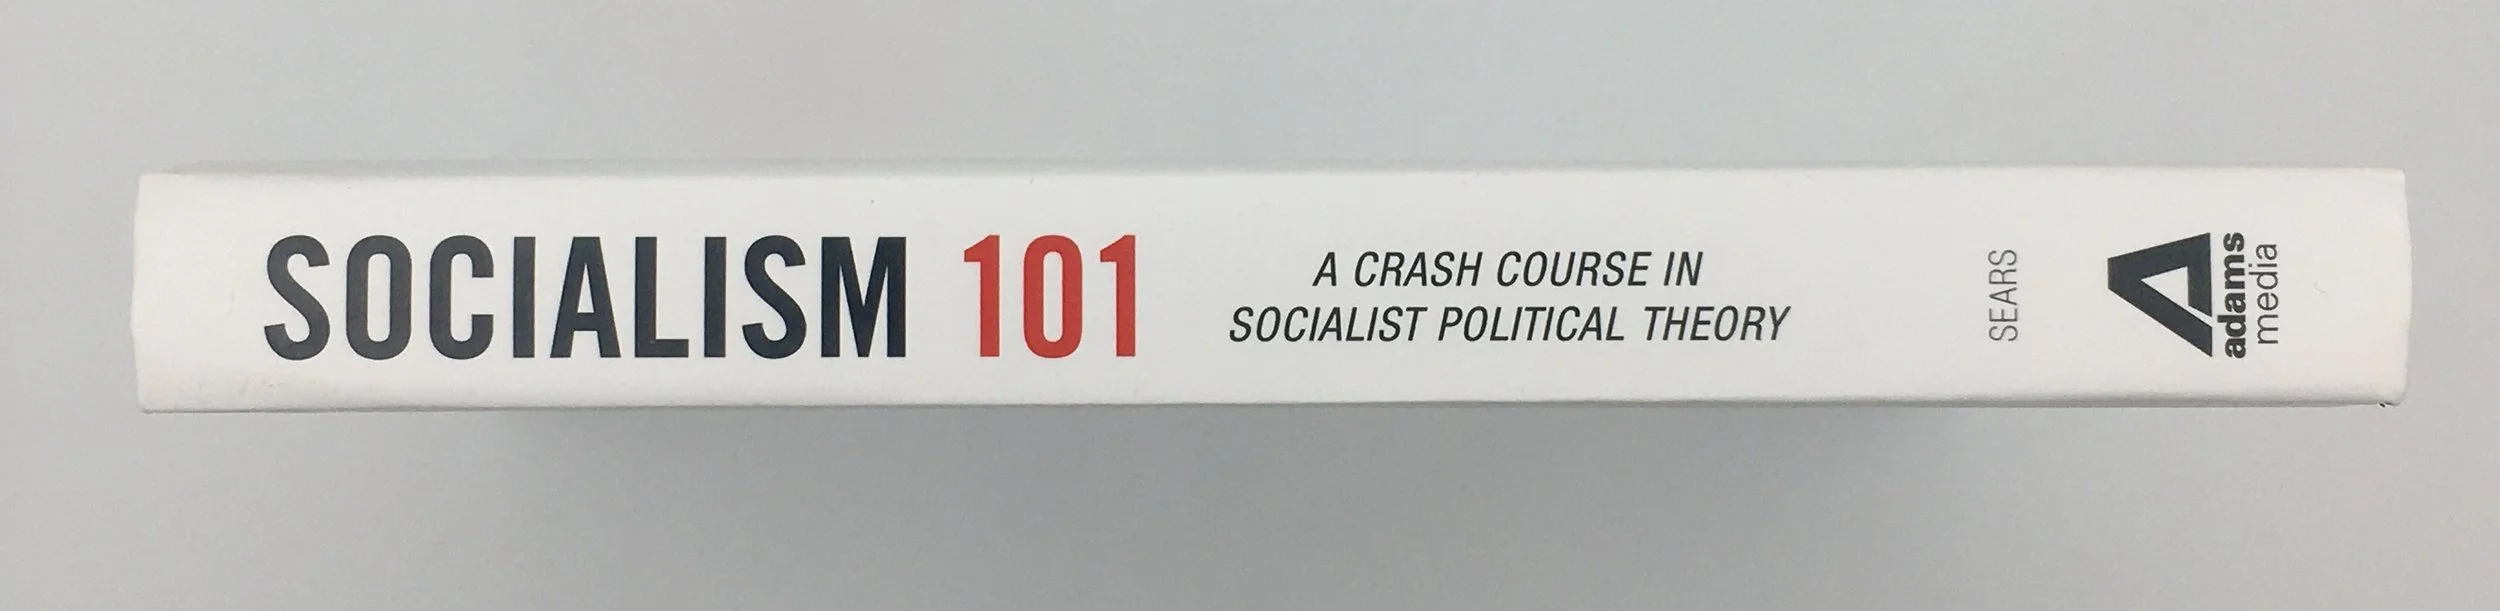 SOCIALISM 101
A CRASH COURSE IN
SOCIALIST POLITICAL THEORY
SEARS
adams
media